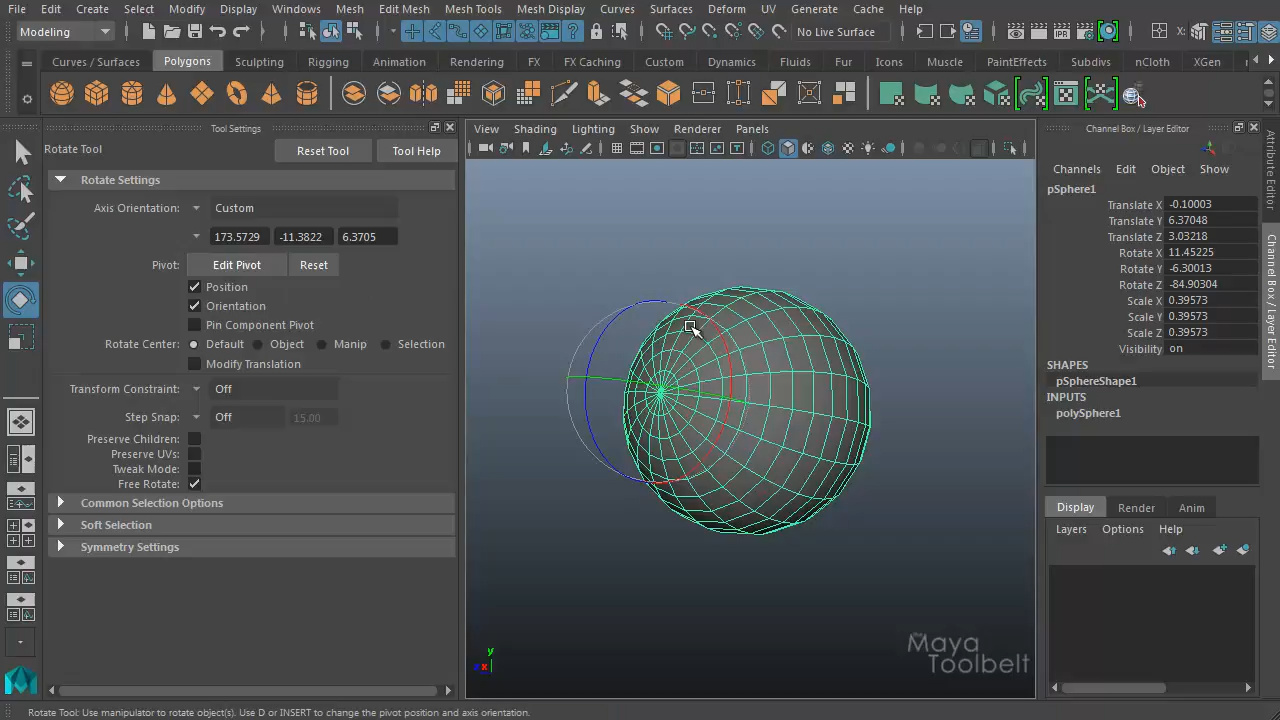 File Edit Create Select Modify Display Windows Mesh Edit Mesh Mesh Tools Mesh Display Curves Surfaces Deform UV Generate Cache Help
Modeling No Live Surface X:
Curves / Surfaces Polygons Sculpting Rigging Animation Rendering FX FX Caching Custom Dynamics Fluids Fur Icons Muscle PaintEffects Subdivs nCloth XGen
Tool Settings
Rotate Tool Reset Tool Tool Help
Rotate Settings
Axis Orientation: Custom
173.5729 -11.3822 6.3705
Pivot: Edit Pivot Reset
Position
Orientation
Pin Component Pivot
Rotate Center: Default Object Manip Selection
Modify Translation
Transform Constraint: Off
Step Snap: Off 15.00
Preserve Children:
Preserve UVs:
Tweak Mode:
Free Rotate:
Common Selection Options
Soft Selection
Symmetry Settings
View Shading Lighting Show Renderer Panels
y
x
the
Maya
Toolbelt
Channel Box / Layer Editor
Channels Edit Object Show
pSphere1
Translate X -0.10003
Translate Y 6.37048
Translate Z 3.03218
Rotate X 11.45225
Rotate Y -6.30013
Rotate Z -84.90304
Scale X 0.39573
Scale Y 0.39573
Scale Z 0.39573
Visibility on
SHAPES
pSphereShape1
INPUTS
polySphere1
Display Render Anim
Layers Options Help
Attribute Editor
Channel Box / Layer Editor
Rotate Tool: Use manipulator to rotate object(s). Use D or INSERT to change the pivot position and axis orientation.